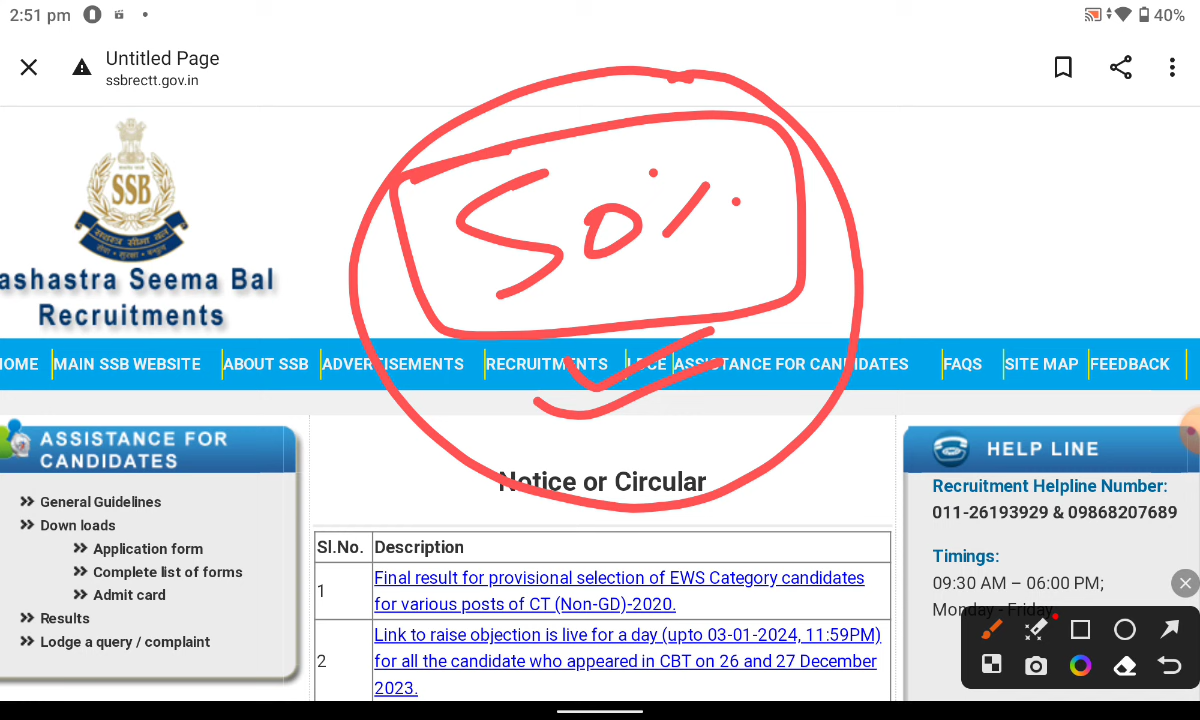 2:51 pm
40%
Untitled Page
ssbrectt.gov.in
SSB
सशस्त्र सीमा बल
ashastra Seema Bal
Recruitments
50%
OME MAIN SSB WEBSITE ABOUT SSB ADVERTISEMENTS RECRUITMENTS LDCE ASSISTANCE FOR CANDIDATES FAQS SITE MAP FEEDBACK
ASSISTANCE FOR
CANDIDATES
General Guidelines
Down loads
Application form
Complete list of forms
Admit card
Results
Lodge a query / complaint
Notice or Circular
Sl.No. Description
1 Final result for provisional selection of EWS Category candidates
for various posts of CT (Non-GD)-2020.
2 Link to raise objection is live for a day (upto 03-01-2024, 11:59PM)
for all the candidate who appeared in CBT on 26 and 27 December
2023.
HELP LINE
Recruitment Helpline Number:
011-26193929 & 09868207689
Timings:
09:30 AM – 06:00 PM;
Monday - Friday